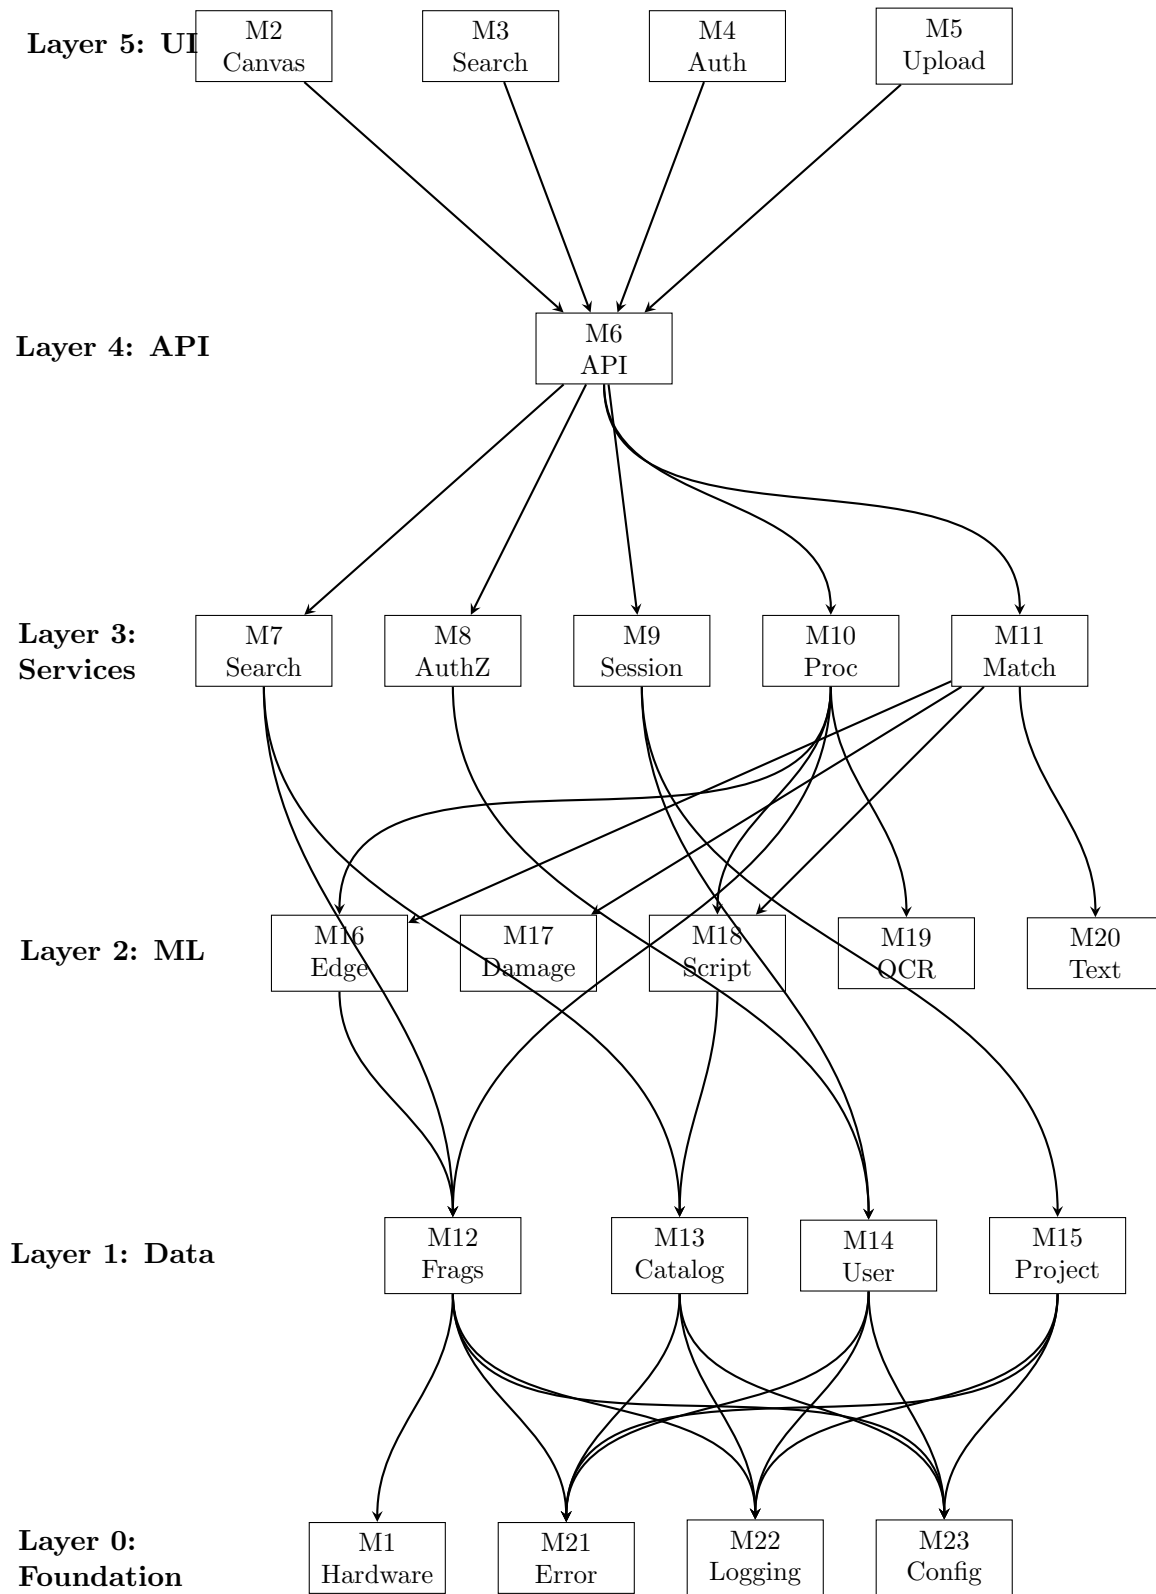 Layer 5: UI
M2
Canvas
M3
Search
M4
Auth
M5
Upload
Layer 4: API
M6
API
Layer 3:
Services
M7
Search
M8
AuthZ
M9
Session
M10
Proc
M11
Match
Layer 2: ML
M16
Edge
M17
Damage
M18
Script
M19
OCR
M20
Text
Layer 1: Data
M12
Frags
M13
Catalog
M14
User
M15
Project
Layer 0:
Foundation
M1
Hardware
M21
Error
M22
Logging
M23
Config